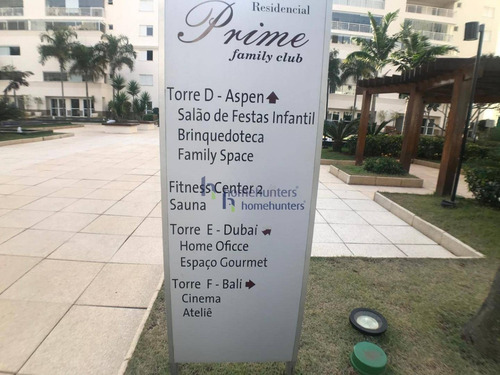 Residencial
Prime
family club
Torre D - Aspen
Salão de Festas Infantil
Brinquedoteca
Family Space
Fitness Center 2
homehunters
Sauna
homehunters
Torre E - Dubaí
Home Oficce
Espaço Gourmet
Torre F - Bali
Cinema
Ateliê